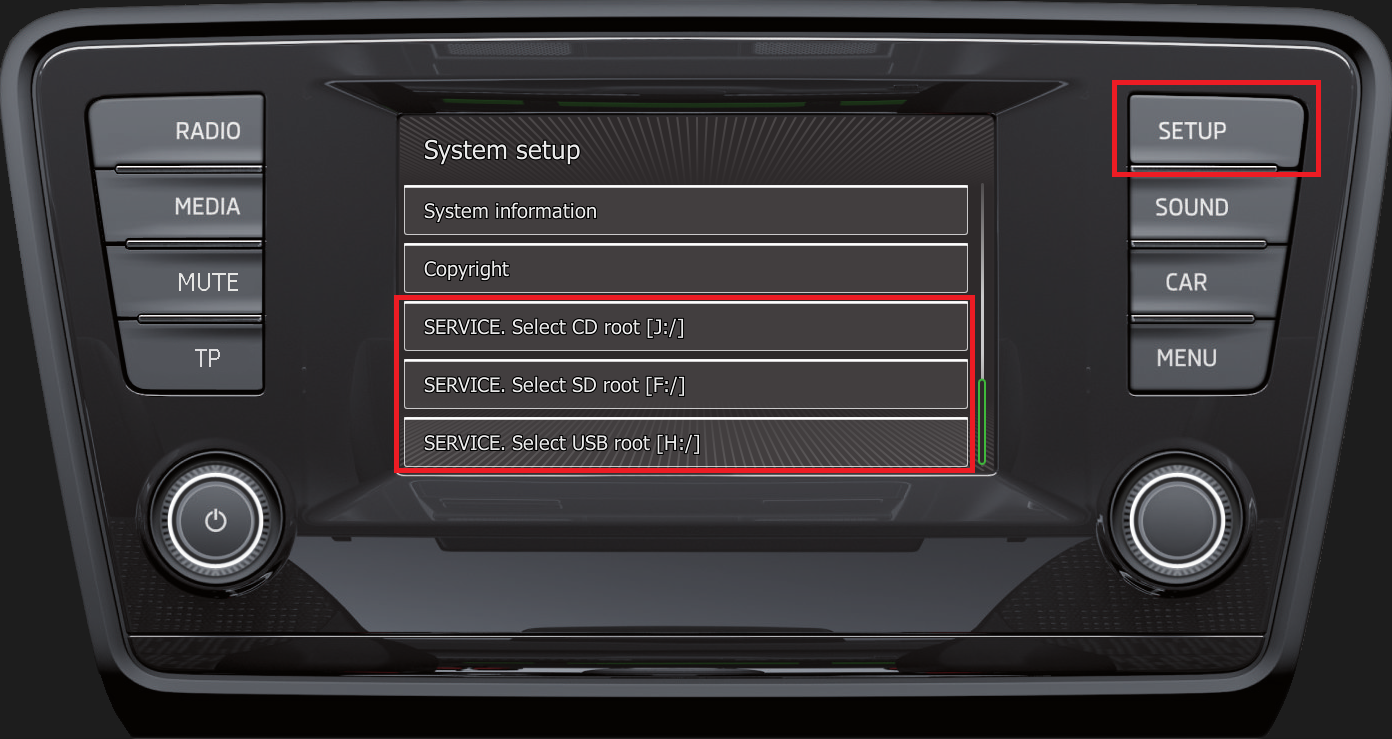 RADIO
MEDIA
MUTE
TP
System setup
System information
Copyright
SERVICE. Select CD root [J:/]
SERVICE. Select SD root [F:/]
SERVICE. Select USB root [H:/]
SETUP
SOUND
CAR
MENU